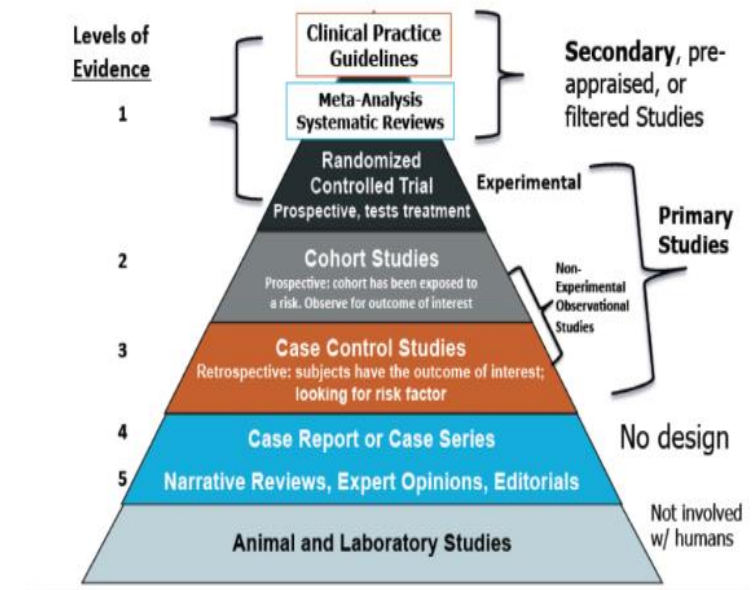 Levels of
Evidence
Clinical Practice
Guidelines
Secondary, pre-
appraised, or
filtered Studies
1
Meta-Analysis
Systematic Reviews
Randomized
Controlled Trial
Prospective, tests treatment
Experimental
Primary
Studies
2
Cohort Studies
Prospective: cohort has been exposed to
a risk. Observe for outcome of interest
Non-
Experimental
Observational
Studies
3
Case Control Studies
Retrospective: subjects have the outcome of interest;
looking for risk factor
4
Case Report or Case Series
No design
5
Narrative Reviews, Expert Opinions, Editorials
Animal and Laboratory Studies
Not involved
w/ humans